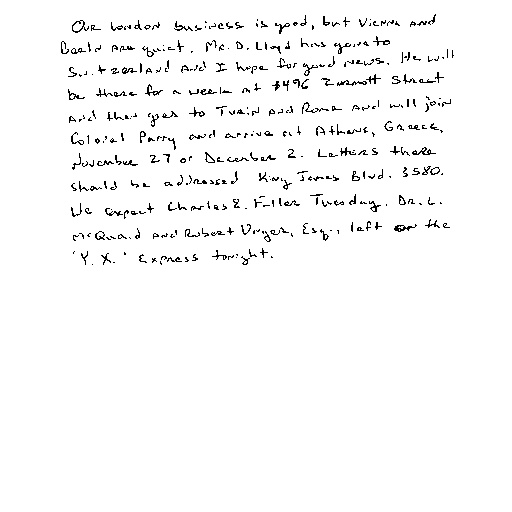 Our London business is good, but Vienna and
Berlin are quiet. Mr. D. Lloyd has gone to
Switzerland and I hope for good news. He will
be there for a week at 1496 Zermott Street
and then goes to Turin and Rome and will join
Colonel Parry and arrive at Athens, Greece,
November 27 or December 2. Letters there
should be addressed King James Blvd. 3580.
We expect Charles E. Fuller Tuesday. Dr. L.
McQuaid and Robert Unger, Esq., left on the
"Y. X." Express tonight.